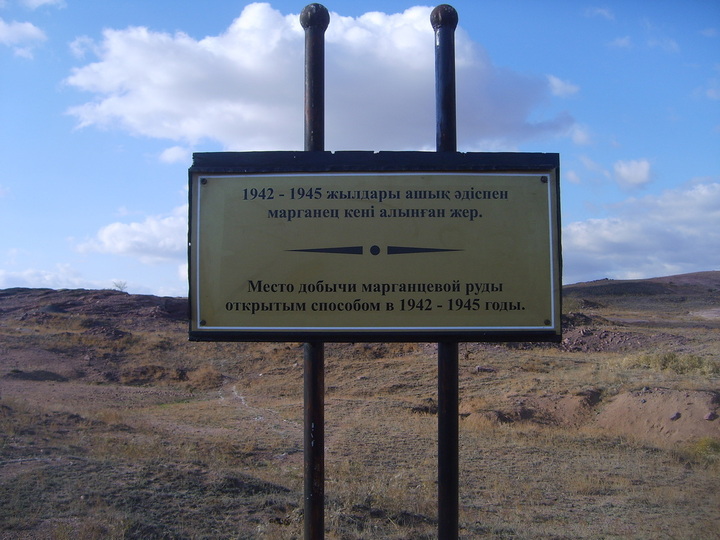 1942 - 1945 жылдары ашық әдіспен
марганец кені алынған жер.
Место добычи марганцевой руды
открытым способом в 1942 - 1945 годы.